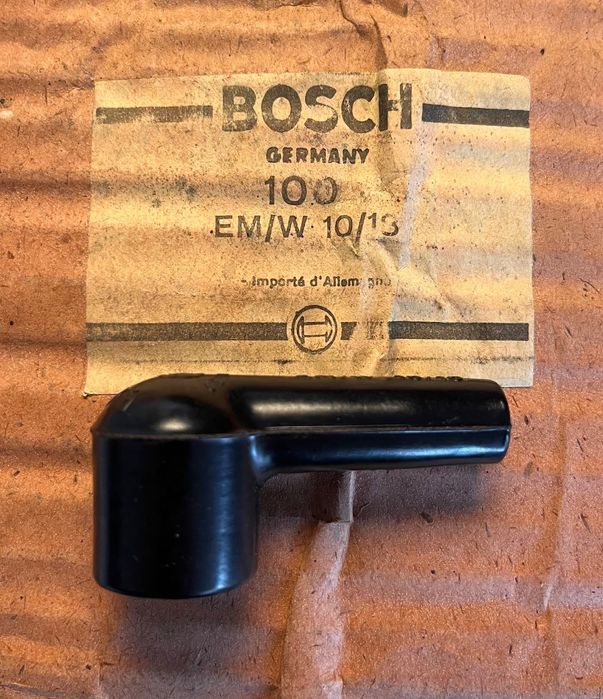 BOSCH
GERMANY
100
EM/W 10/13
Importé d'Allemagne